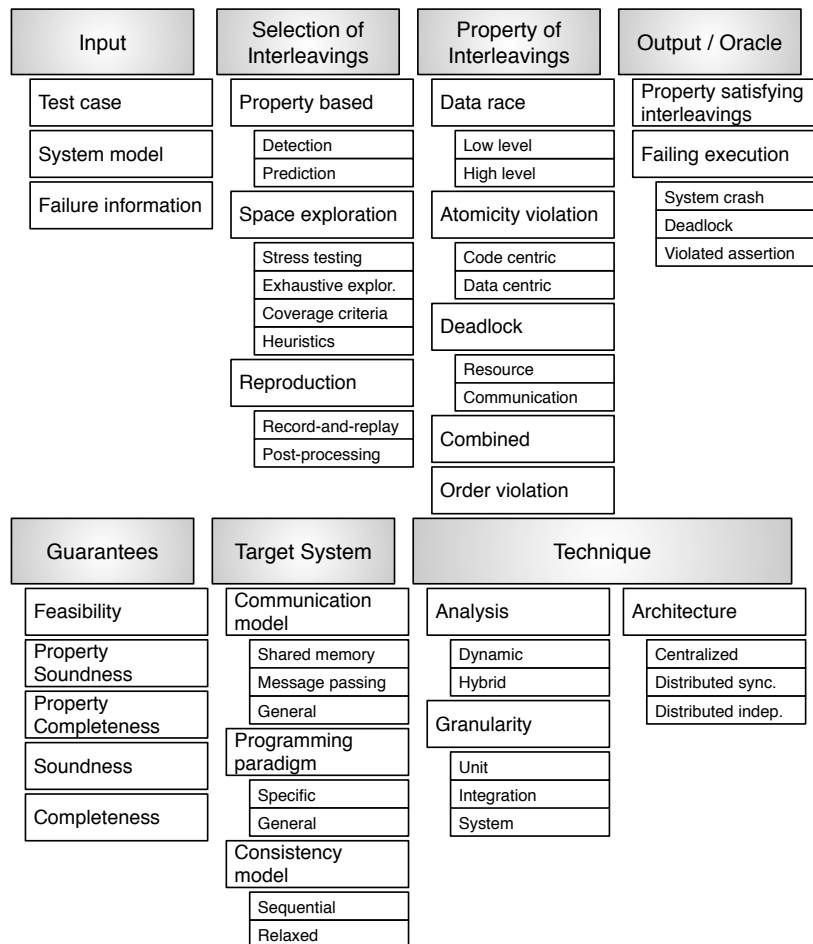 Input
Test case
System model
Failure information
Selection of
Interleavings
Property based
Detection
Prediction
Space exploration
Stress testing
Exhaustive explor.
Coverage criteria
Heuristics
Reproduction
Record-and-replay
Post-processing
Property of
Interleavings
Data race
Low level
High level
Atomicity violation
Code centric
Data centric
Deadlock
Resource
Communication
Combined
Order violation
Output / Oracle
Property satisfying
interleavings
Failing execution
System crash
Deadlock
Violated assertion
Guarantees
Feasibility
Property
Soundness
Property
Completeness
Soundness
Completeness
Target System
Communication
model
Shared memory
Message passing
General
Programming
paradigm
Specific
General
Consistency
model
Sequential
Relaxed
Technique
Analysis
Dynamic
Hybrid
Granularity
Unit
Integration
System
Architecture
Centralized
Distributed sync.
Distributed indep.